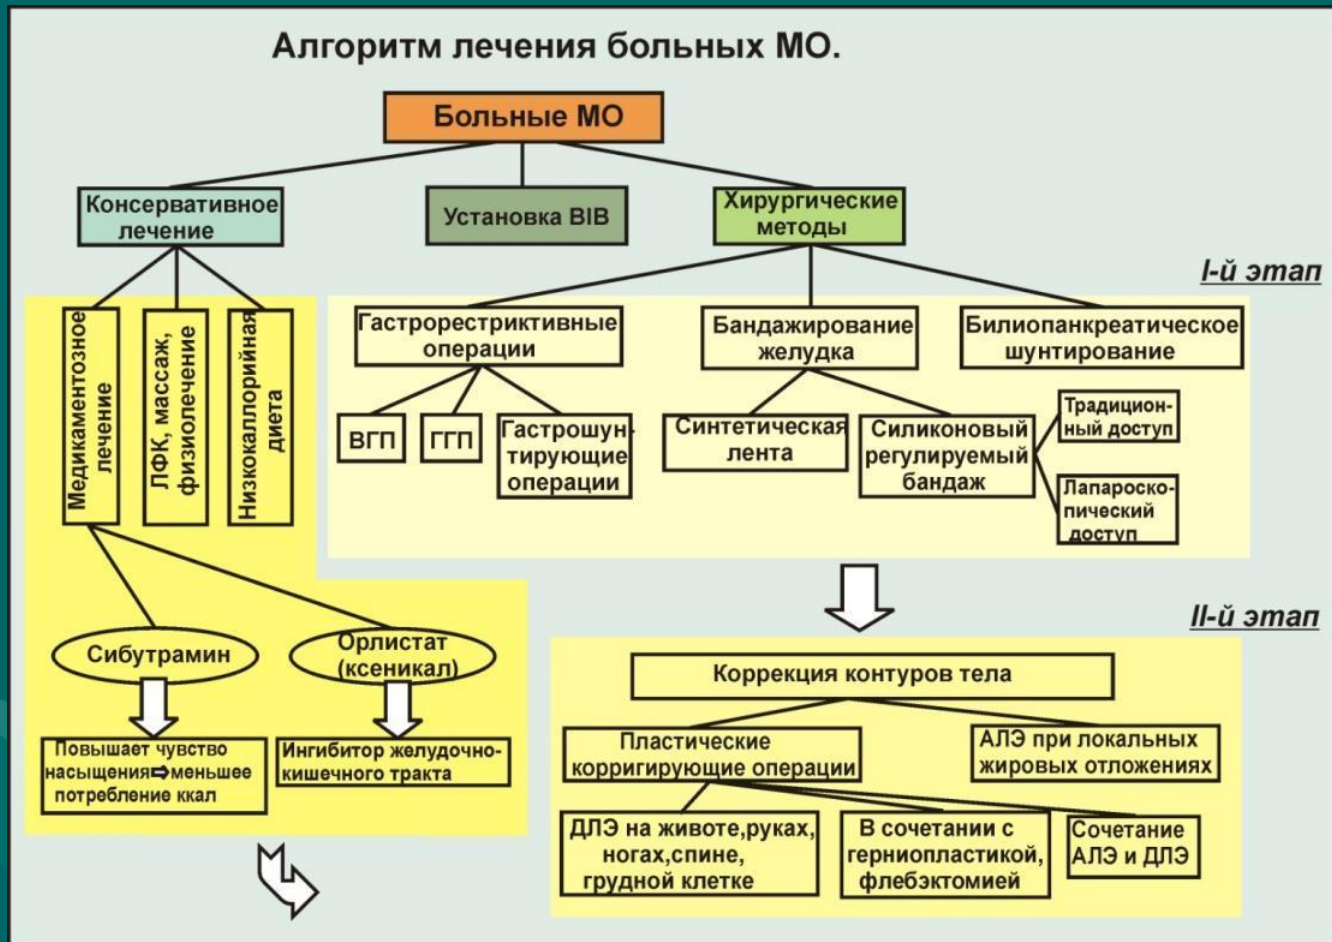 Алгоритм лечения больных МО.
Больные МО
Консервативное
лечение
Установка BIB
Хирургические
методы
I-й этап
Медикаментозное
лечение
ЛФК, массаж,
физиолечение
Низкокаллорийная
диета
Гастрорестриктивные
операции
Бандажирование
желудка
Билиопанкреатическое
шунтирование
ВГП
ГГП
Гастрошун-
тирующие
операции
Синтетическая
лента
Силиконовый
регулируемый
бандаж
Традицион-
ный доступ
Лапароско-
пический
доступ
II-й этап
Сибутрамин
Орлистат
(ксеникал)
Повышает чувство
насыщения⇨меньшее
потребление ккал
Ингибитор желудочно-
кишечного тракта
Коррекция контуров тела
Пластические
корригирующие операции
АЛЭ при локальных
жировых отложениях
ДЛЭ на животе,руках,
ногах,спине,
грудной клетке
В сочетании с
герниопластикой,
флебэктомией
Сочетание
АЛЭ и ДЛЭ